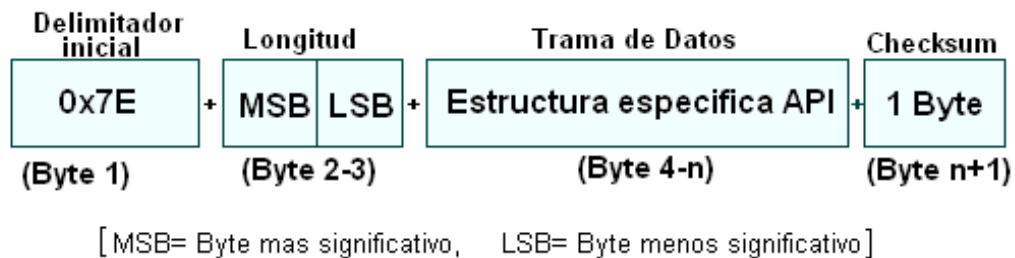 Delimitador inicial
Longitud
Trama de Datos
Checksum
0x7E + MSB LSB + Estructura especifica API + 1 Byte
(Byte 1)
(Byte 2-3)
(Byte 4-n)
(Byte n+1)
[MSB= Byte mas significativo, LSB= Byte menos significativo]